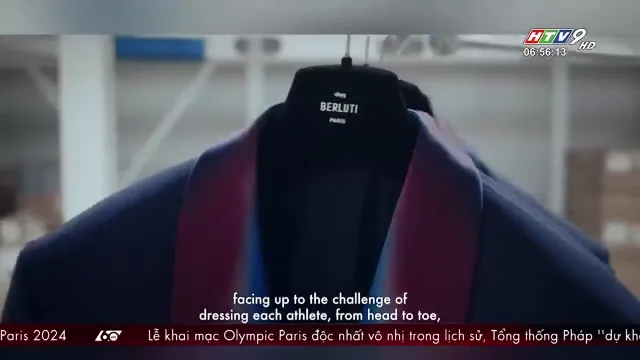 HTV9 HD
06:56:13
BERLUTI
PARIS
facing up to the challenge of
dressing each athlete, from head to toe,
Paris 2024 60 Lễ khai mạc Olympic Paris độc nhất vô nhị trong lịch sử, Tổng thống Pháp "dự kh